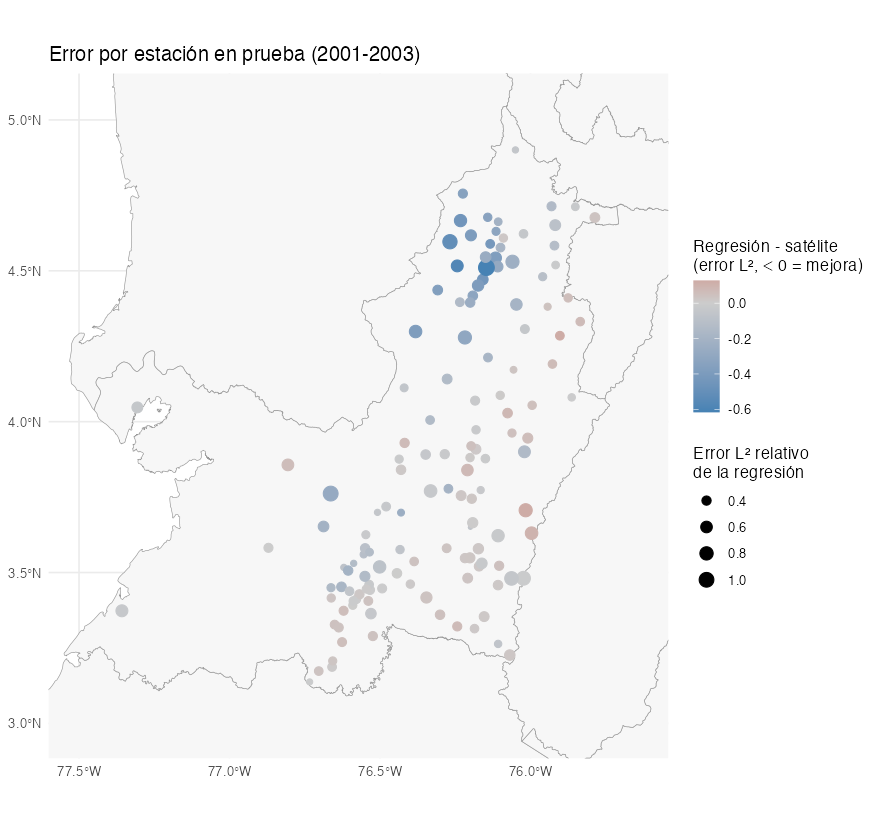 Error por estación en prueba (2001-2003)
5.0°N
4.5°N
4.0°N
3.5°N
3.0°N
77.5°W
77.0°W
76.5°W
76.0°W
Regresión - satélite
(error L², < 0 = mejora)
0.0
-0.2
-0.4
-0.6
Error L² relativo
de la regresión
0.4
0.6
0.8
1.0